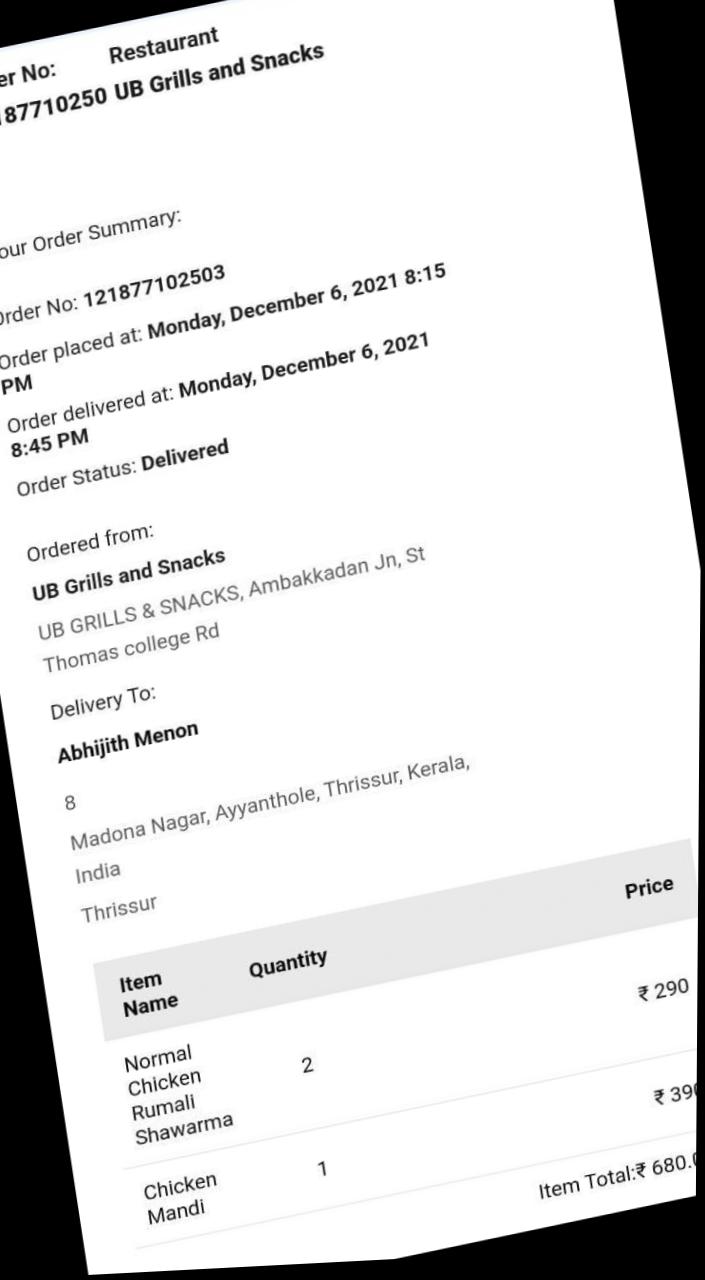 er No: Restaurant
187710250 UB Grills and Snacks
our Order Summary:
Order No: 121877102503
Order placed at: Monday, December 6, 2021 8:15
PM
Order delivered at: Monday, December 6, 2021
8:45 PM
Order Status: Delivered
Ordered from:
UB Grills and Snacks
UB GRILLS & SNACKS, Ambakkadan Jn, St
Thomas college Rd
Delivery To:
Abhijith Menon
8
Madona Nagar, Ayyanthole, Thrissur, Kerala,
India
Thrissur
Item Name Quantity Price
Normal Chicken Rumali Shawarma 2 ₹ 290
Chicken Mandi 1 ₹ 390
Item Total:₹ 680.0